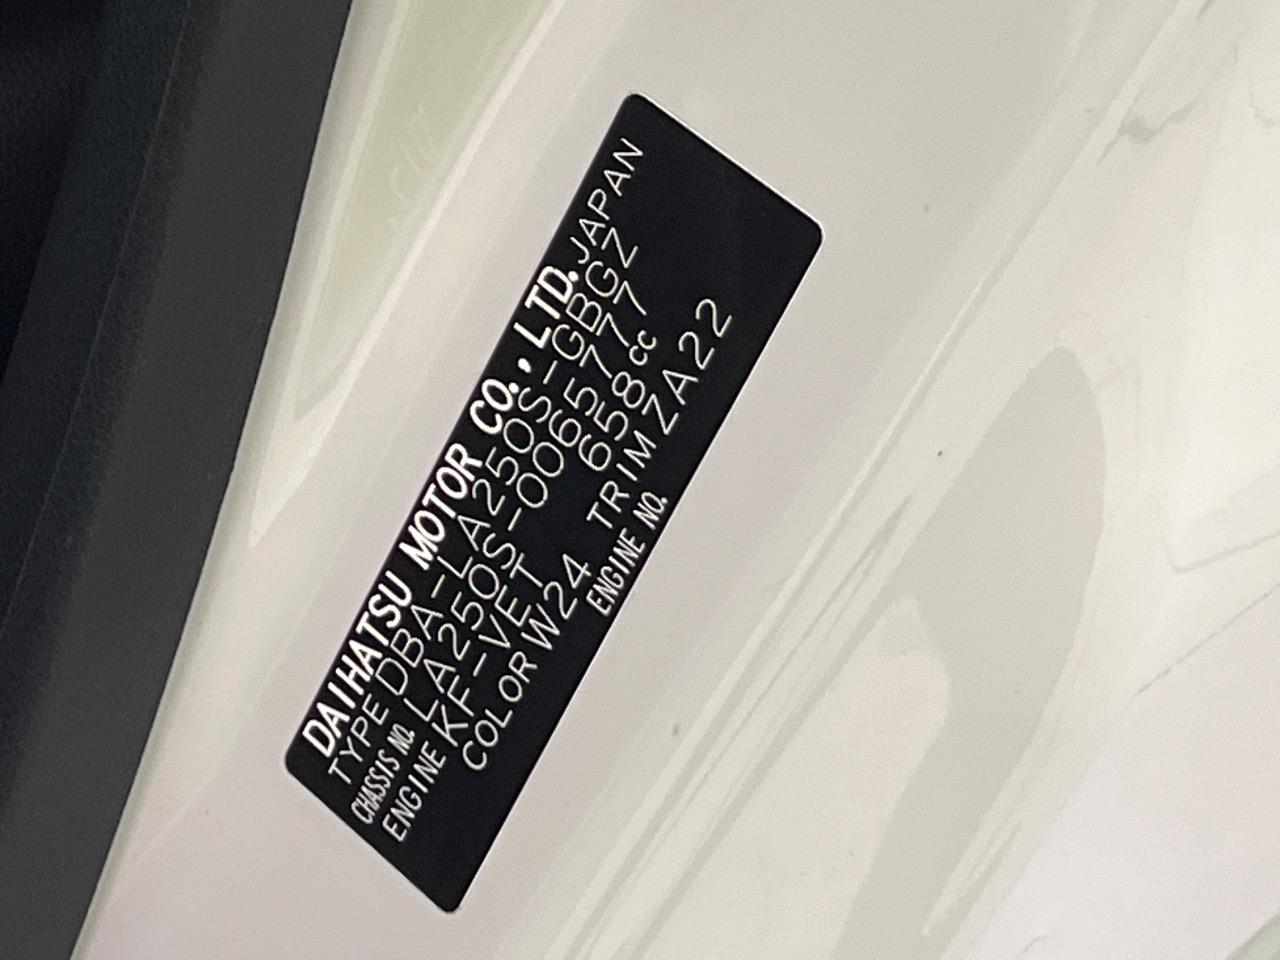 DAIHATSU MOTOR CO., LTD. JAPAN
TYPE DBA-LA250S-GBGZ
CHASSIS NO. LA250S-0065777
ENGINE KF-VET 658cc
COLOR W24 TRIM ZA22
ENGINE NO.